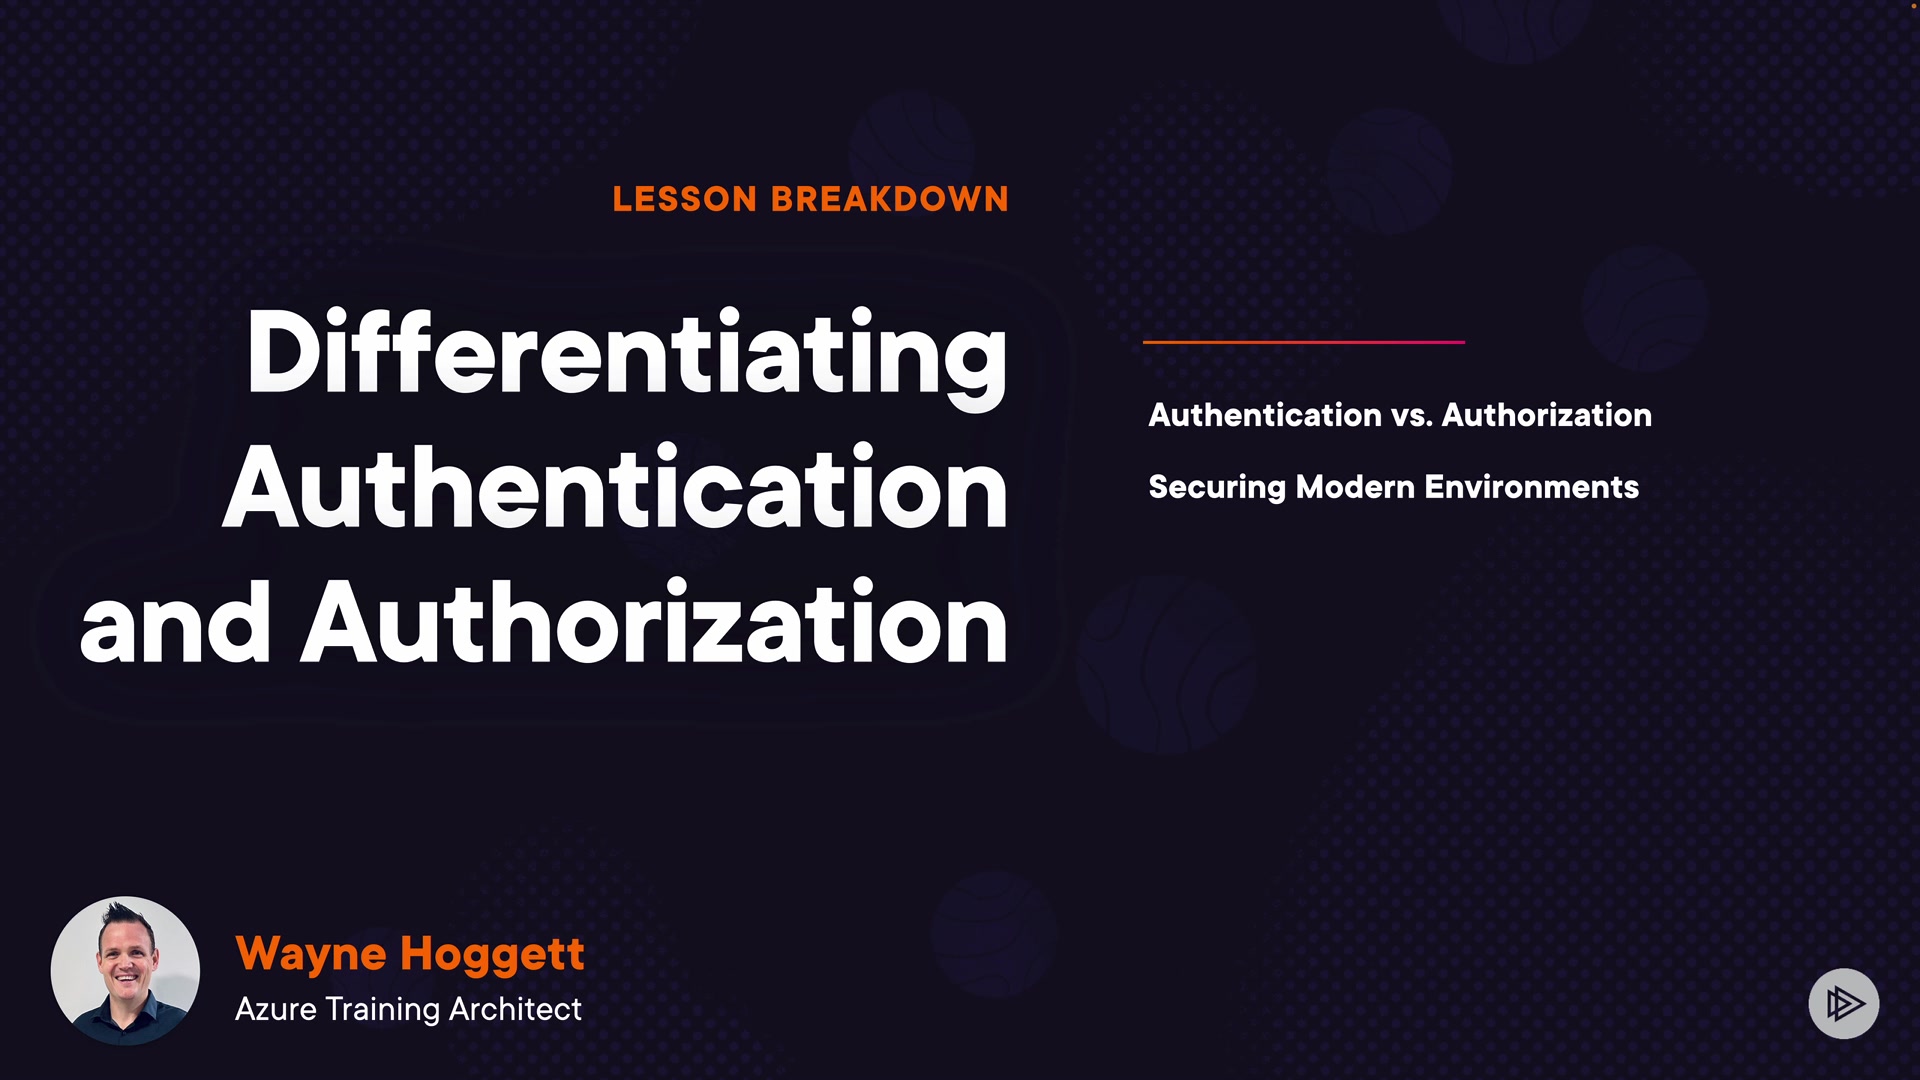 LESSON BREAKDOWN
Differentiating
Authentication
and Authorization
Authentication vs. Authorization
Securing Modern Environments
Wayne Hoggett
Azure Training Architect